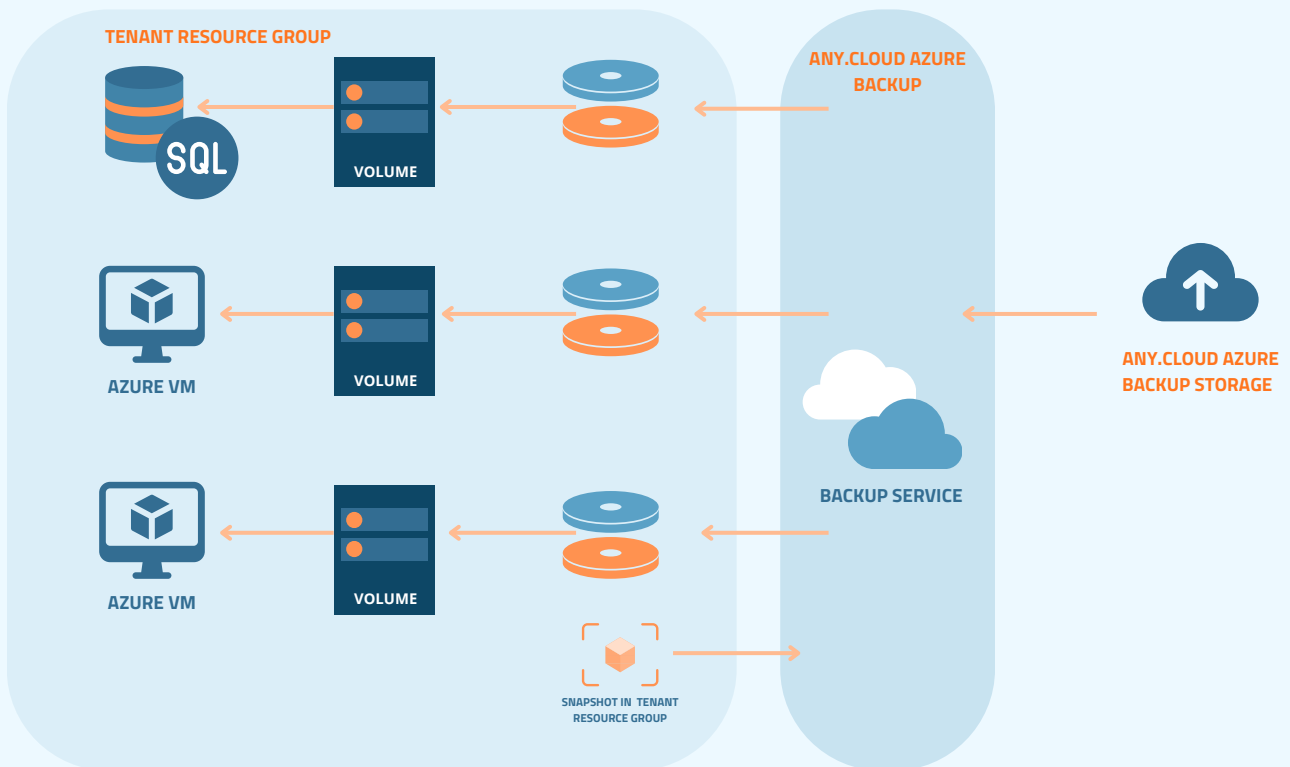 TENANT RESOURCE GROUP
SQL
VOLUME
ANY.CLOUD AZURE
BACKUP
AZURE VM
VOLUME
ANY.CLOUD AZURE
BACKUP STORAGE
BACKUP SERVICE
AZURE VM
VOLUME
SNAPSHOT IN TENANT
RESOURCE GROUP